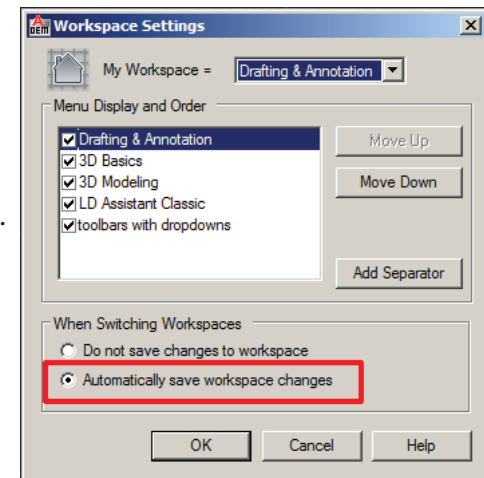 OEM Workspace Settings
My Workspace = Drafting & Annotation
Menu Display and Order
Drafting & Annotation
3D Basics
3D Modeling
LD Assistant Classic
toolbars with dropdowns
Move Up
Move Down
Add Separator
When Switching Workspaces
Do not save changes to workspace
Automatically save workspace changes
OK Cancel Help
.